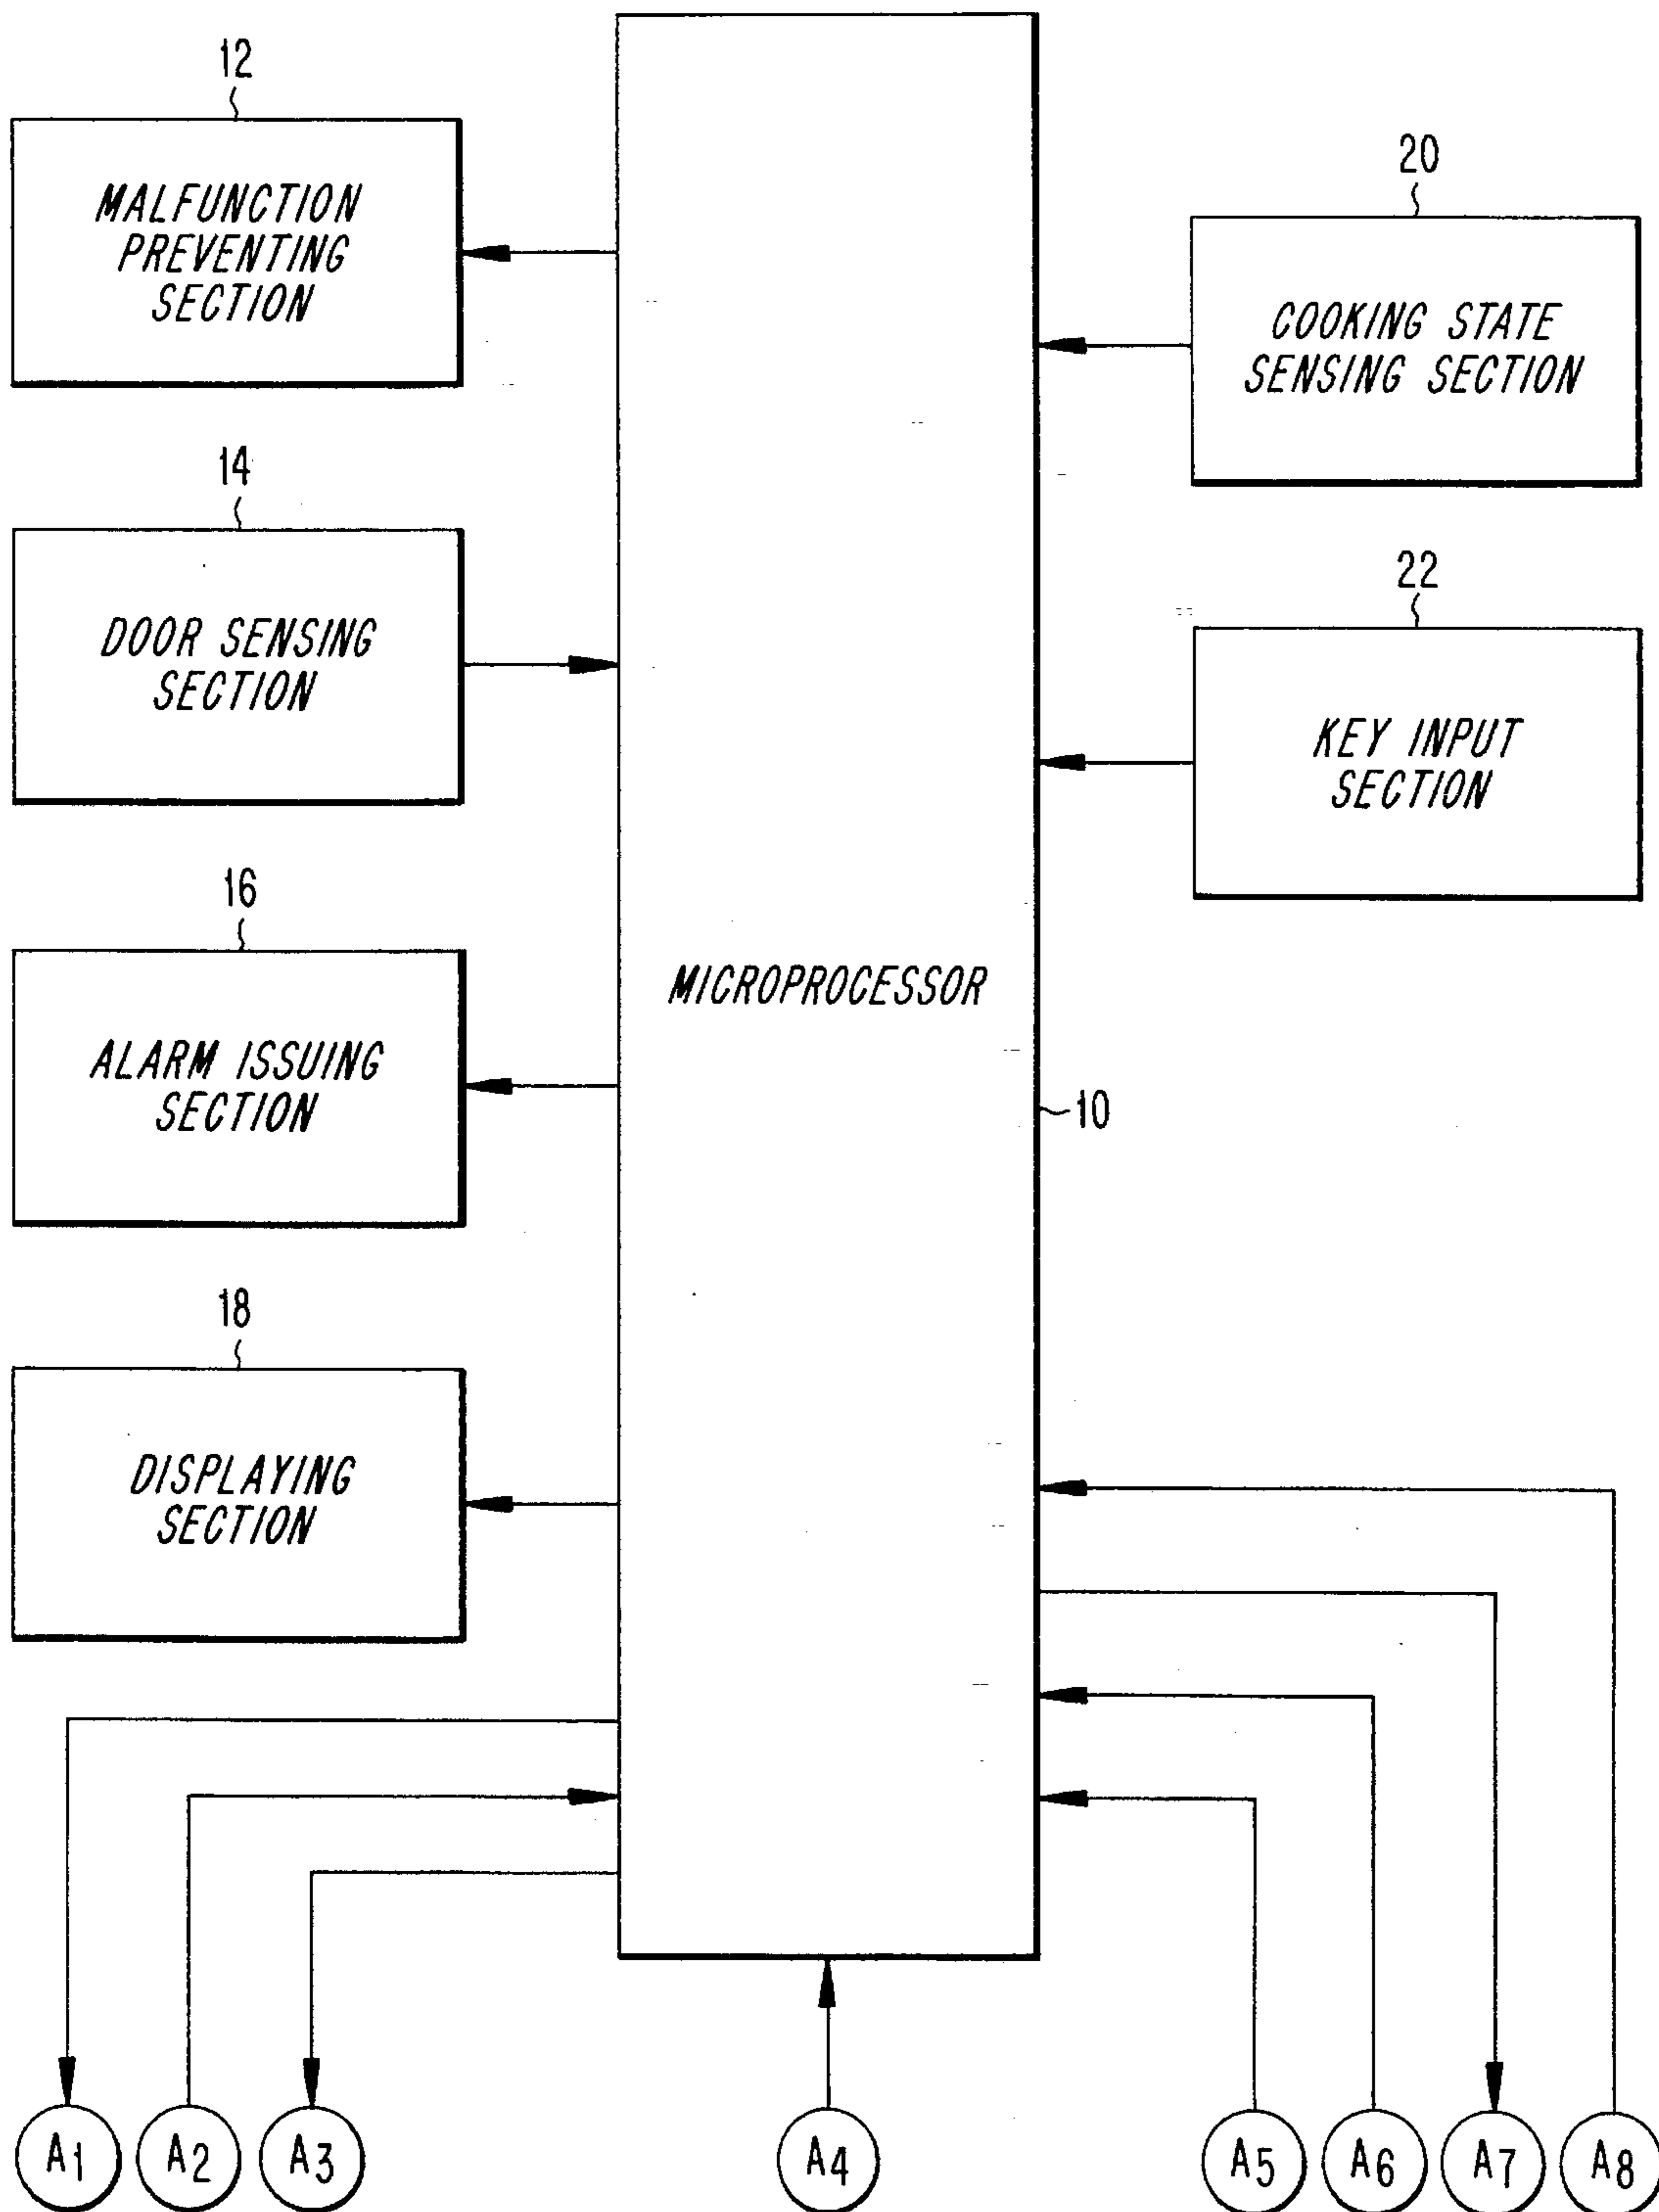 12
MALFUNCTION
PREVENTING
SECTION
20
COOKING STATE
SENSING SECTION
14
DOOR SENSING
SECTION
22
KEY INPUT
SECTION
16
ALARM ISSUING
SECTION
MICROPROCESSOR
10
18
DISPLAYING
SECTION
A1 A2 A3 A4 A5 A6 A7 A8